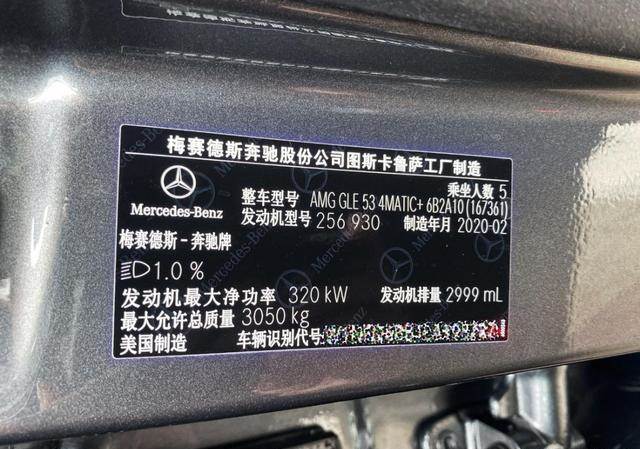 梅赛德斯奔驰股份公司图斯卡鲁萨工厂制造
乘坐人数 5
整车型号 AMG GLE 53 4MATIC+ 6B2A10 (167361)
Mercedes-Benz
发动机型号 256 930 制造年月 2020-02
梅赛德斯－奔驰牌
1.0 %
发动机最大净功率 320 kW 发动机排量 2999 mL
最大允许总质量 3050 kg
美国制造 车辆识别代号